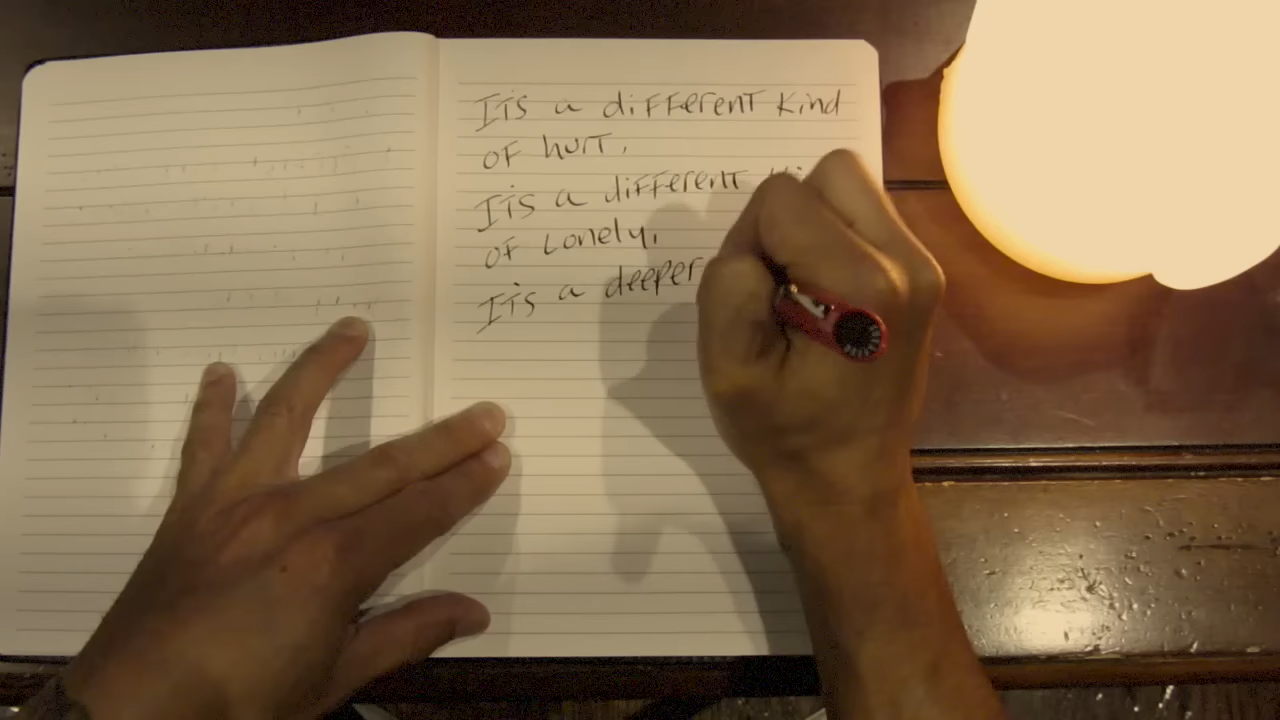 It's a different kind
of hurt,
It's a different
of lonely,
It's a deeper